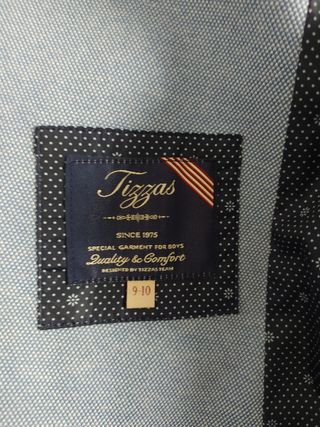 Tizzas
SINCE 1975
SPECIAL GARMENT FOR BOYS
Quality & Comfort
DESIGNED BY TIZZAS TEAM
9-10